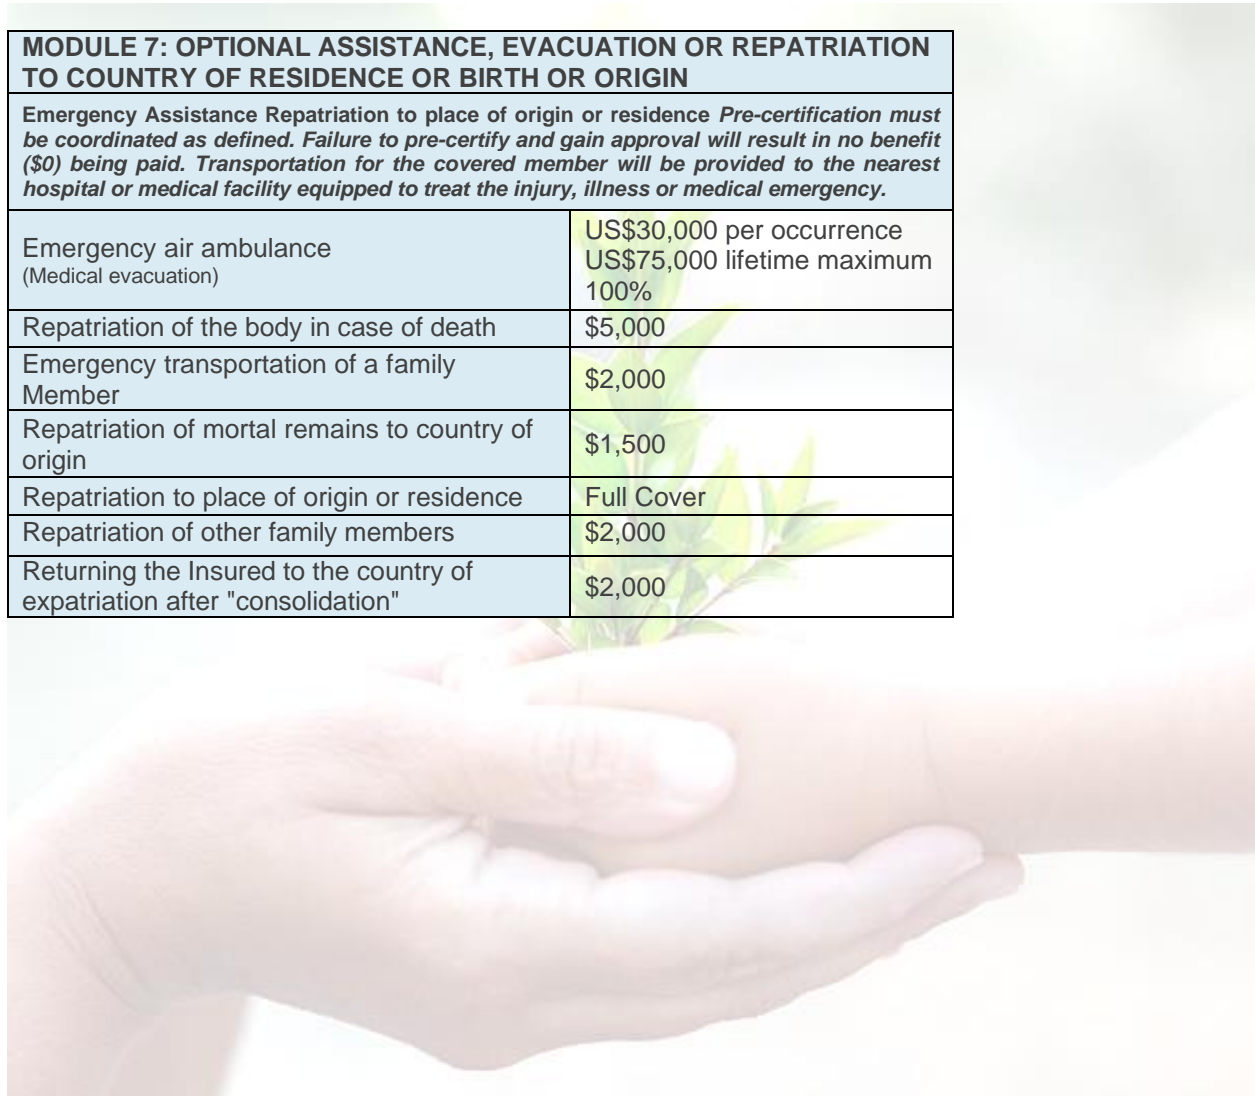 MODULE 7: OPTIONAL ASSISTANCE, EVACUATION OR REPATRIATION
TO COUNTRY OF RESIDENCE OR BIRTH OR ORIGIN
Emergency Assistance Repatriation to place of origin or residence Pre-certification must
be coordinated as defined. Failure to pre-certify and gain approval will result in no benefit
($0) being paid. Transportation for the covered member will be provided to the nearest
hospital or medical facility equipped to treat the injury, illness or medical emergency.
Emergency air ambulance
(Medical evacuation)
US$30,000 per occurrence
US$75,000 lifetime maximum
100%
Repatriation of the body in case of death
$5,000
Emergency transportation of a family
Member
$2,000
Repatriation of mortal remains to country of
origin
$1,500
Repatriation to place of origin or residence
Full Cover
Repatriation of other family members
$2,000
Returning the Insured to the country of
expatriation after "consolidation"
$2,000